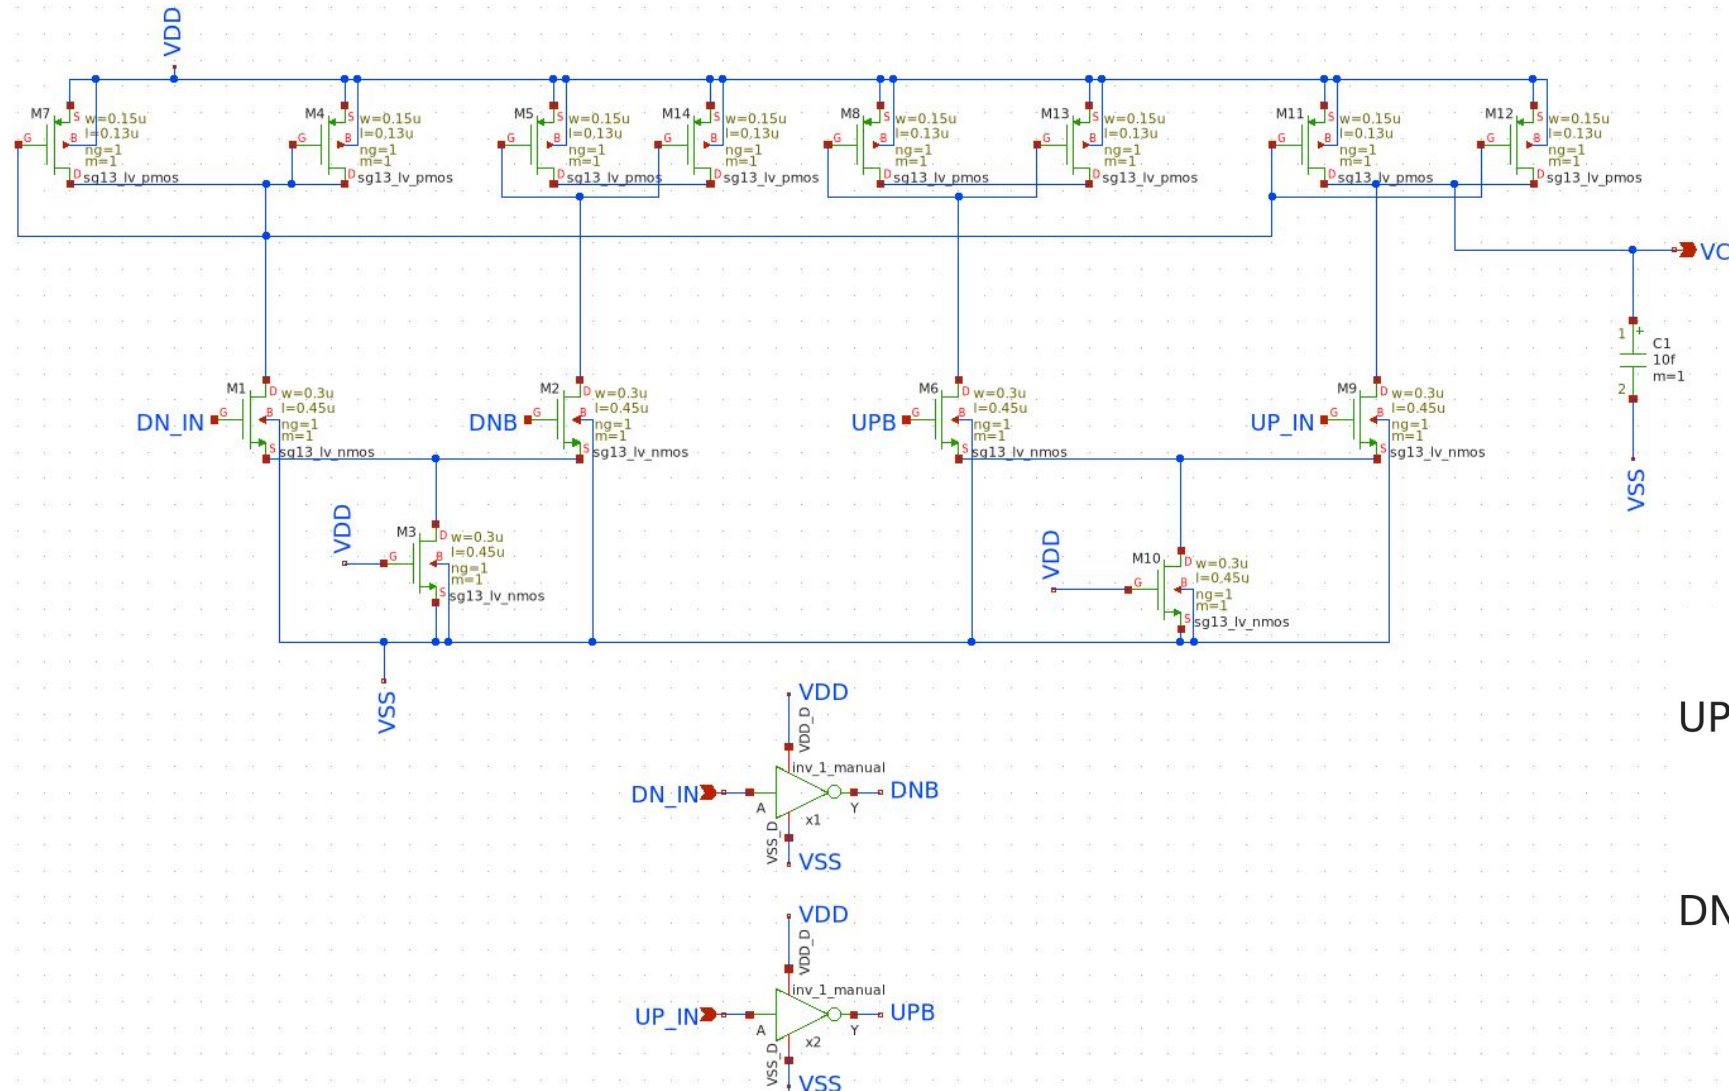 VDD
M7
S
w=0.15u
l=0.13u
G
B
ng=1
m=1
D
sg13_lv_pmos
M4
S
w=0.15u
l=0.13u
G
B
ng=1
m=1
D
sg13_lv_pmos
M5
S
w=0.15u
l=0.13u
G
B
ng=1
m=1
D
sg13_lv_pmos
M14
S
w=0.15u
l=0.13u
G
B
ng=1
m=1
D
sg13_lv_pmos
M8
S
w=0.15u
l=0.13u
G
B
ng=1
m=1
D
sg13_lv_pmos
M13
S
w=0.15u
l=0.13u
G
B
ng=1
m=1
D
sg13_lv_pmos
M11
S
w=0.15u
l=0.13u
G
B
ng=1
m=1
D
sg13_lv_pmos
M12
S
w=0.15u
l=0.13u
G
B
ng=1
m=1
D
sg13_lv_pmos
VC
1
+
C1
10f
m=1
2
VSS
M1
D
w=0.3u
l=0.45u
DN_IN
G
B
ng=1
m=1
S
sg13_lv_nmos
M2
D
w=0.3u
l=0.45u
DNB
G
B
ng=1
m=1
S
sg13_lv_nmos
M6
D
w=0.3u
l=0.45u
UPB
G
B
ng=1
m=1
S
sg13_lv_nmos
M9
D
w=0.3u
l=0.45u
UP_IN
G
B
ng=1
m=1
S
sg13_lv_nmos
VDD
M3
D
w=0.3u
l=0.45u
G
B
ng=1
m=1
S
sg13_lv_nmos
VDD
M10
D
w=0.3u
l=0.45u
G
B
ng=1
m=1
S
sg13_lv_nmos
VSS
VDD
VDD_D
inv_1_manual
DN_IN
A
Y
DNB
x1
VSS_D
VSS
UP
DN
VDD
VDD_D
inv_1_manual
UP_IN
A
Y
UPB
x2
VSS_D
VSS